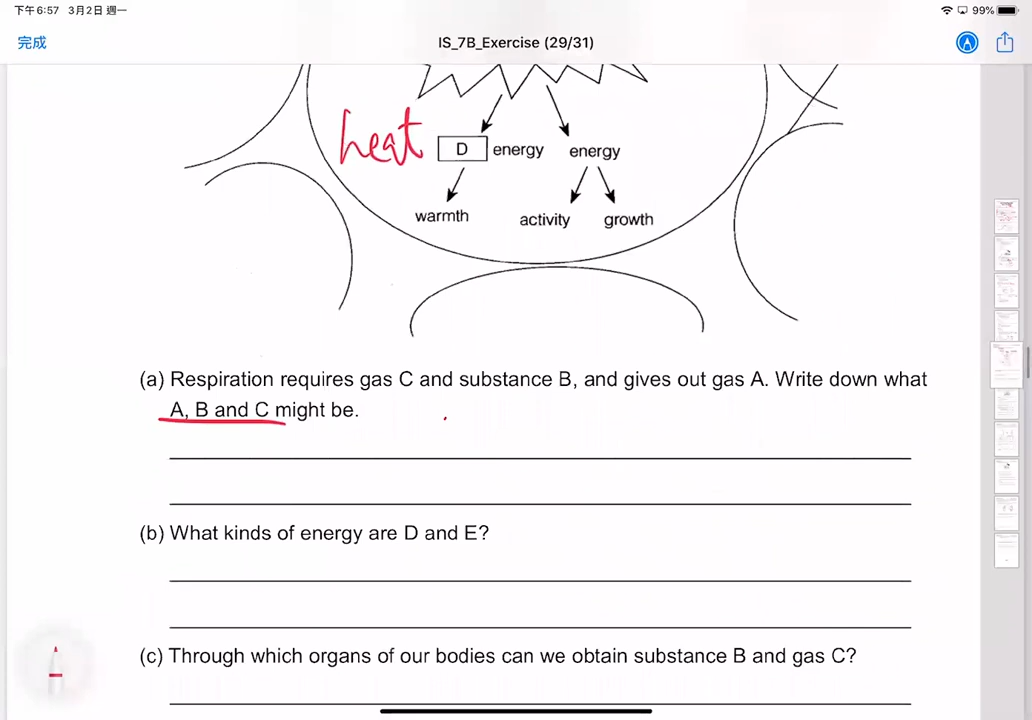 下午6:57 3月2日 週一
99%
完成
IS_7B_Exercise (29/31)
heat D energy energy
warmth activity growth
(a) Respiration requires gas C and substance B, and gives out gas A. Write down what
A, B and C might be.
(b) What kinds of energy are D and E?
(c) Through which organs of our bodies can we obtain substance B and gas C?